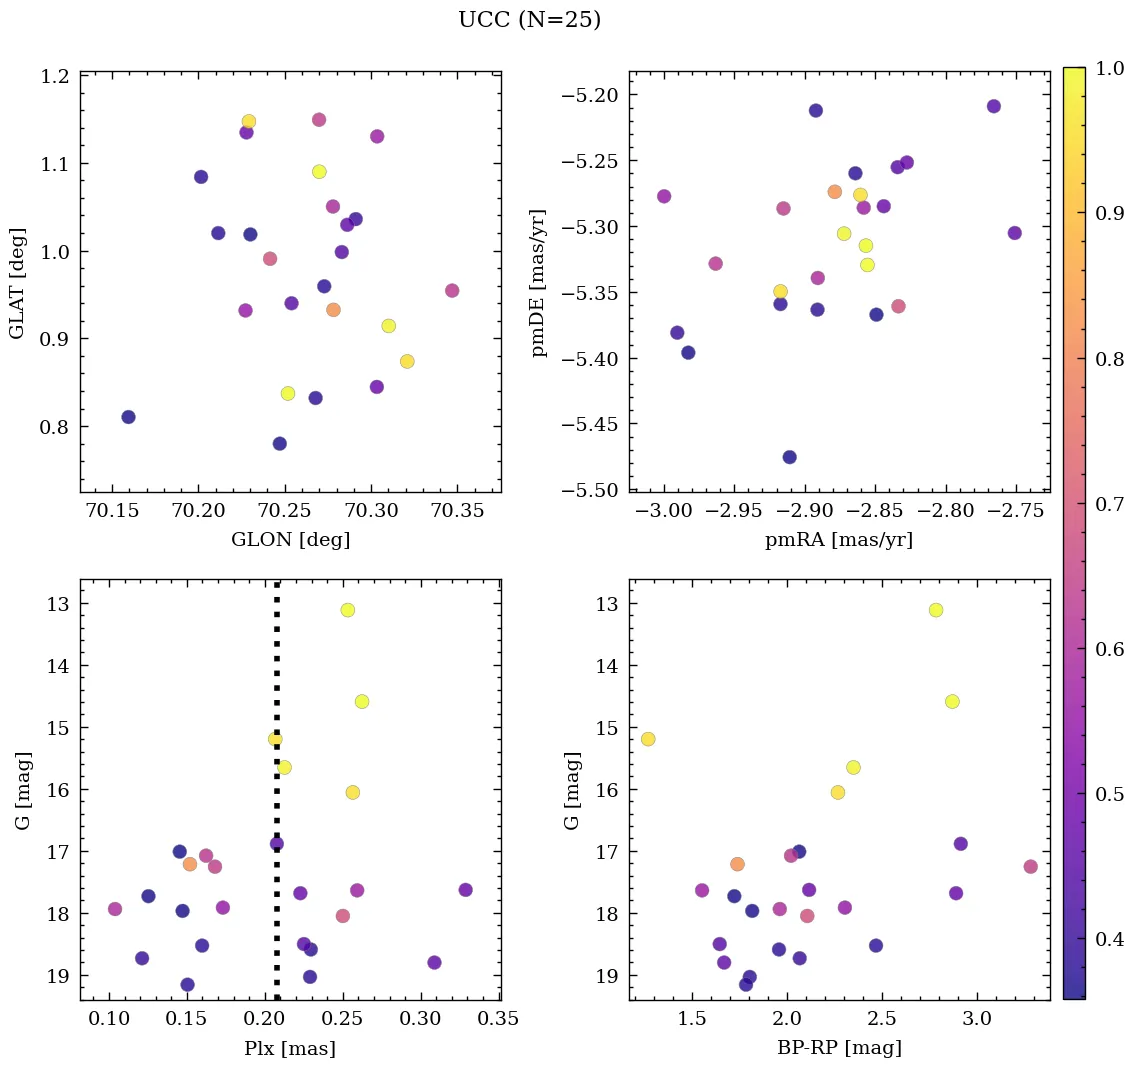 UCC (N=25)
1.2
1.1
1.0
0.9
0.8
GLAT [deg]
70.15 70.20 70.25 70.30 70.35
GLON [deg]
−5.20
−5.25
−5.30
−5.35
−5.40
−5.45
−5.50
pmDE [mas/yr]
−3.00 −2.95 −2.90 −2.85 −2.80 −2.75
pmRA [mas/yr]
13
14
15
16
17
18
19
G [mag]
0.10 0.15 0.20 0.25 0.30 0.35
Plx [mas]
13
14
15
16
17
18
19
G [mag]
1.5 2.0 2.5 3.0
BP-RP [mag]
1.0
0.9
0.8
0.7
0.6
0.5
0.4